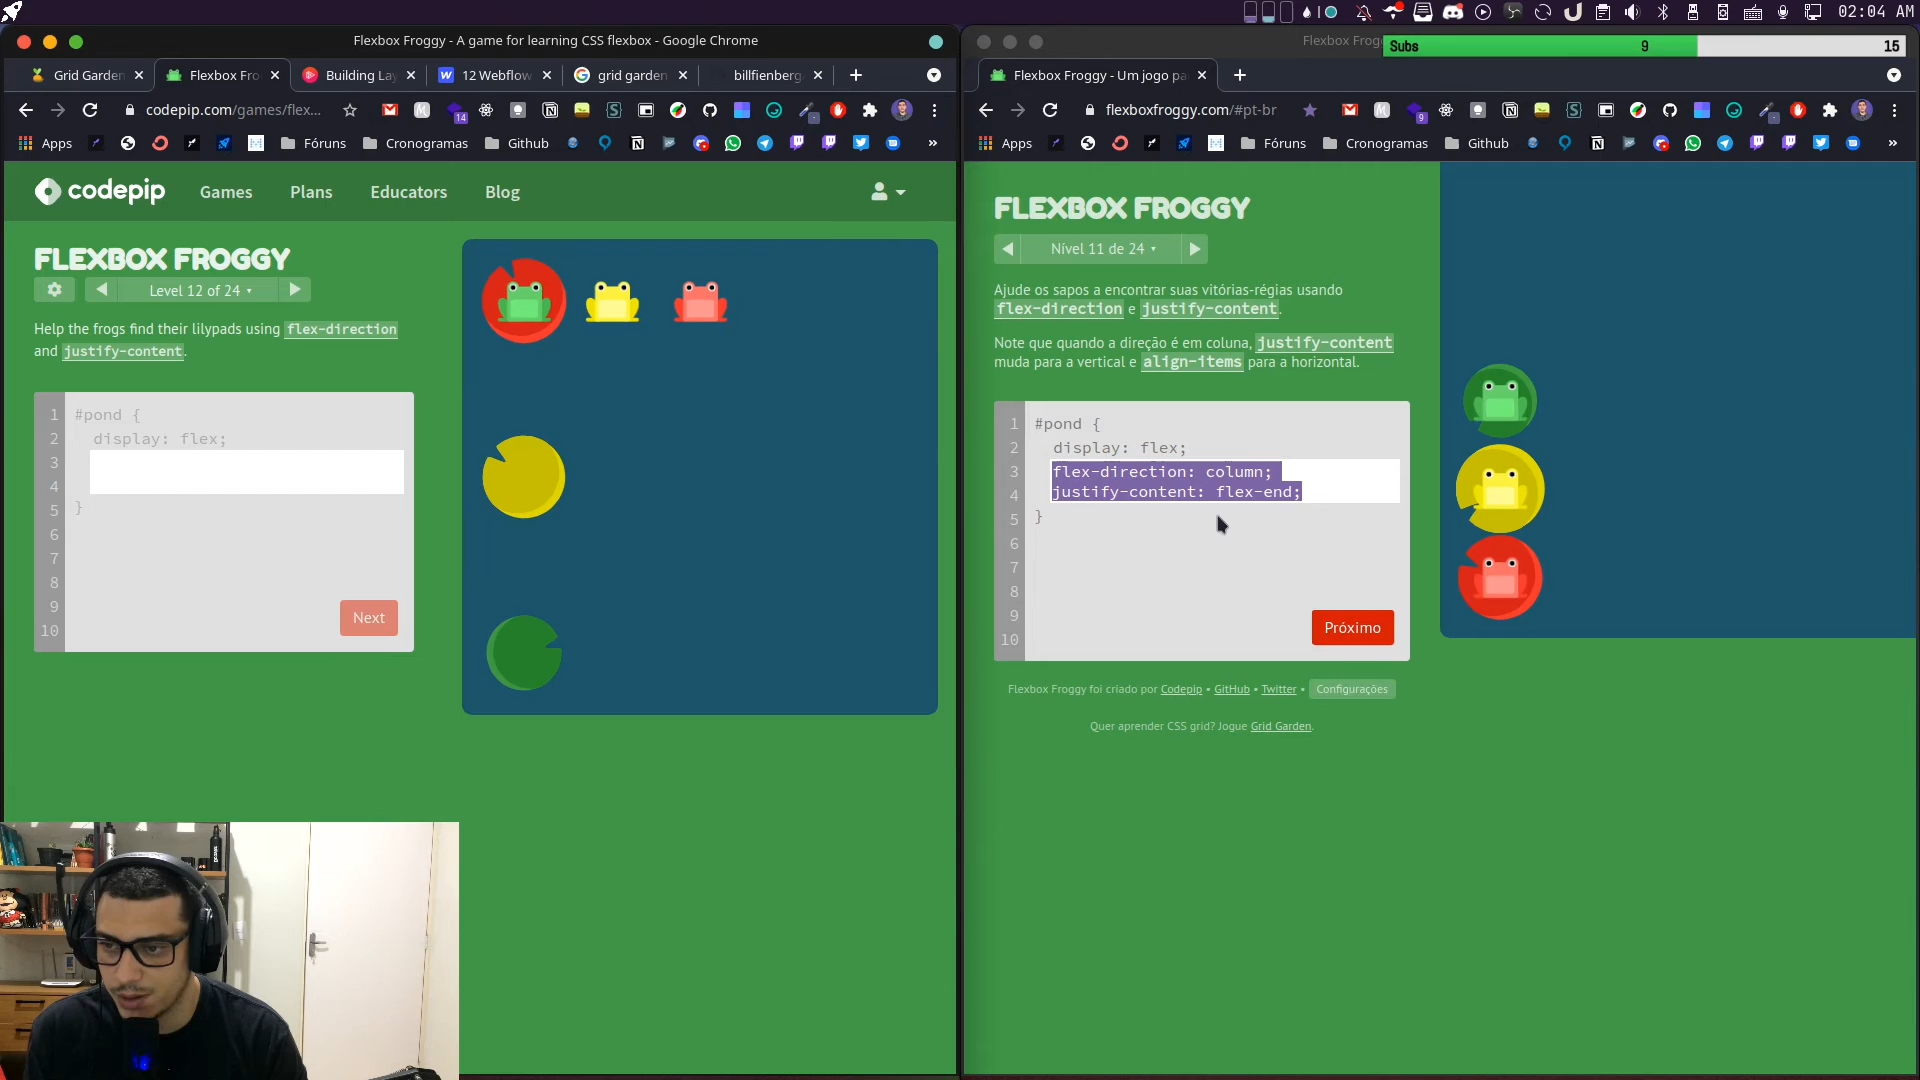 02:04 AM
Flexbox Froggy - A game for learning CSS flexbox - Google Chrome
Flexbox Frog
Subs 9 15
Grid Garden
Flexbox Fro
Building Lay
12 Webflow
grid garden
billfienberg
Flexbox Froggy - Um jogo pa
codepip.com/games/flex...
14
flexboxfroggy.com/#pt-br
9
Apps
Fóruns
Cronogramas
Github
»
Apps
Fóruns
Cronogramas
Github
»
codepip
Games
Plans
Educators
Blog
FLEXBOX FROGGY
Level 12 of 24
Help the frogs find their lilypads using flex-direction
and justify-content.
1 #pond {
2 display: flex;
3
4
5 }
6
7
8
9
10
Next
FLEXBOX FROGGY
Nível 11 de 24
Ajude os sapos a encontrar suas vitórias-régias usando
flex-direction e justify-content.
Note que quando a direção é em coluna, justify-content
muda para a vertical e align-items para a horizontal.
1 #pond {
2 display: flex;
3 flex-direction: column;
4 justify-content: flex-end;
5 }
6
7
8
9
10
Próximo
Flexbox Froggy foi criado por Codepip • GitHub • Twitter • Configurações
Quer aprender CSS grid? Jogue Grid Garden.